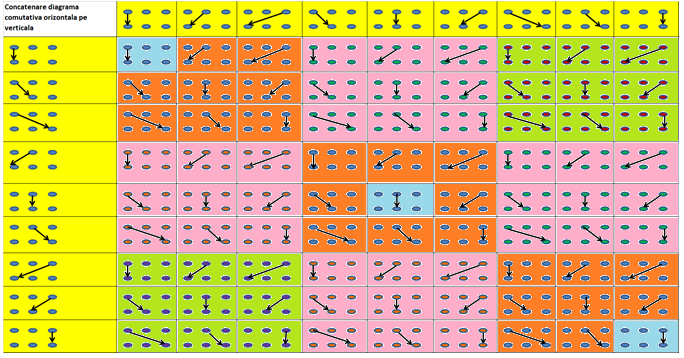 Concatenare diagrama
comutativa orizontala pe
verticala